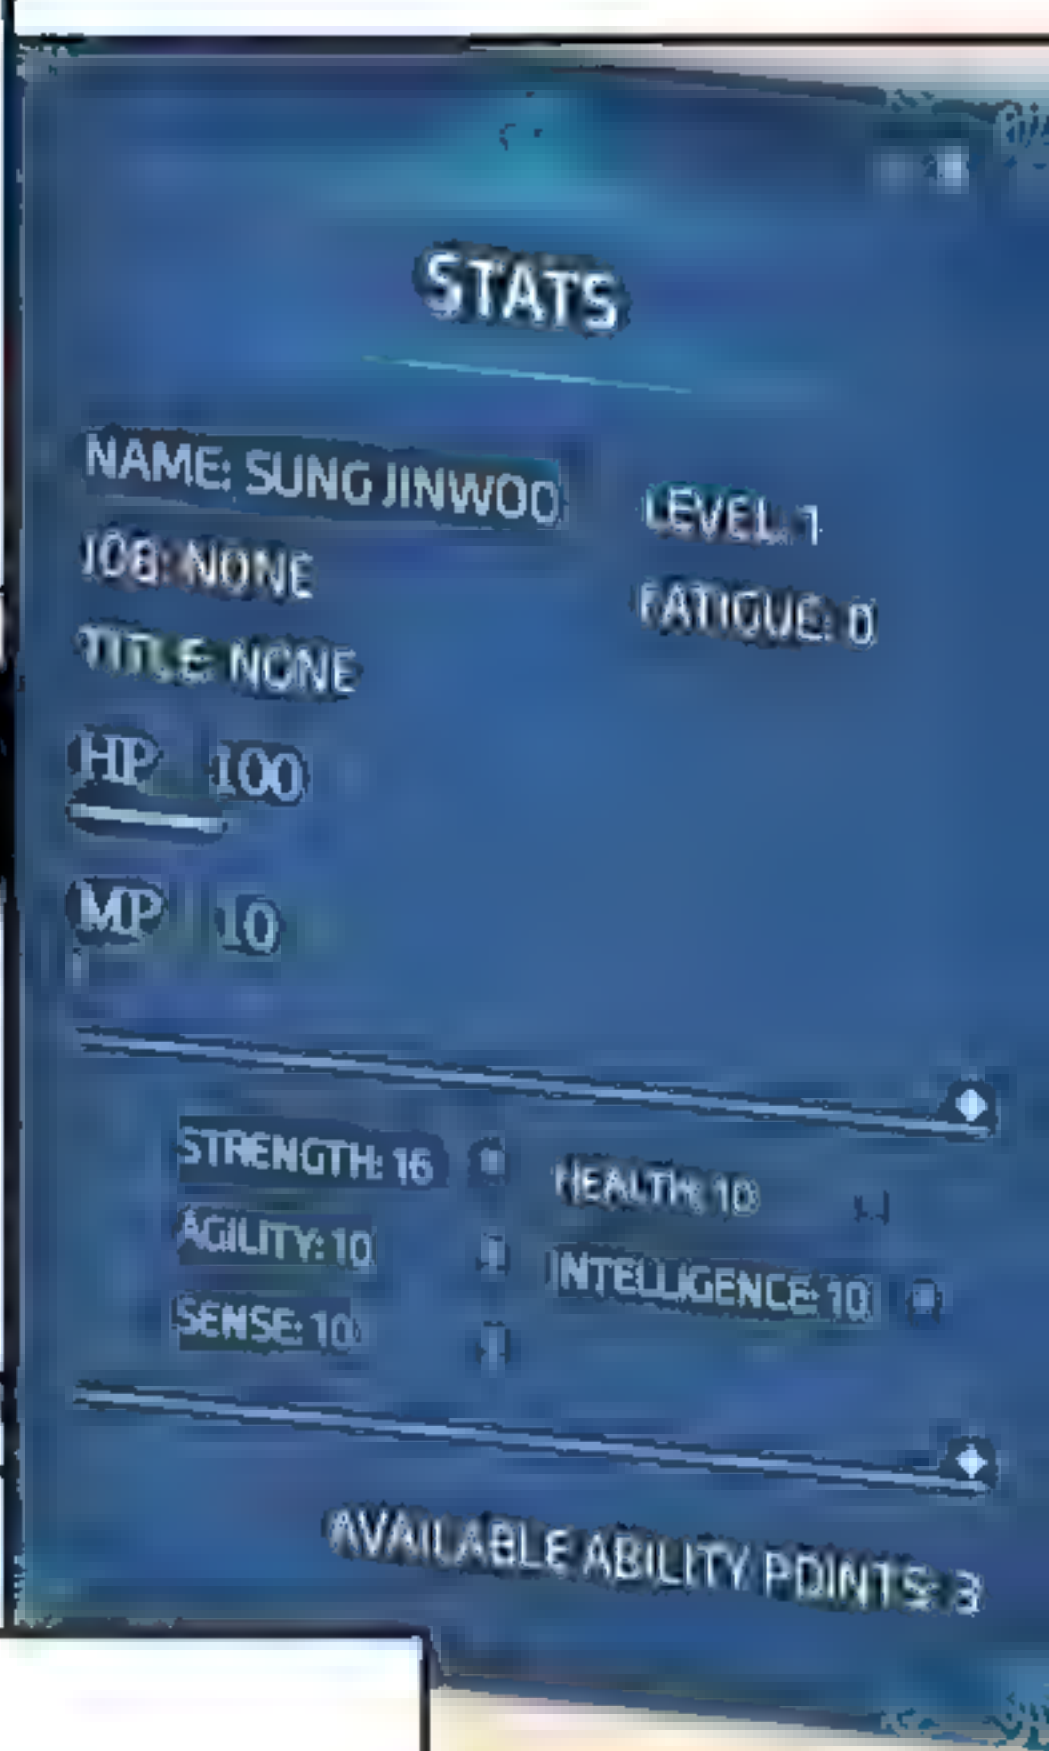 STATS
NAME: SUNG JINWOO
LEVEL: 1
JOB: NONE
FATIGUE: 0
TITLE: NONE
HP 100
MP 10
STRENGTH: 16
HEALTH: 10
AGILITY: 10
INTELLIGENCE: 10
SENSE: 10
AVAILABLE ABILITY POINTS: 3